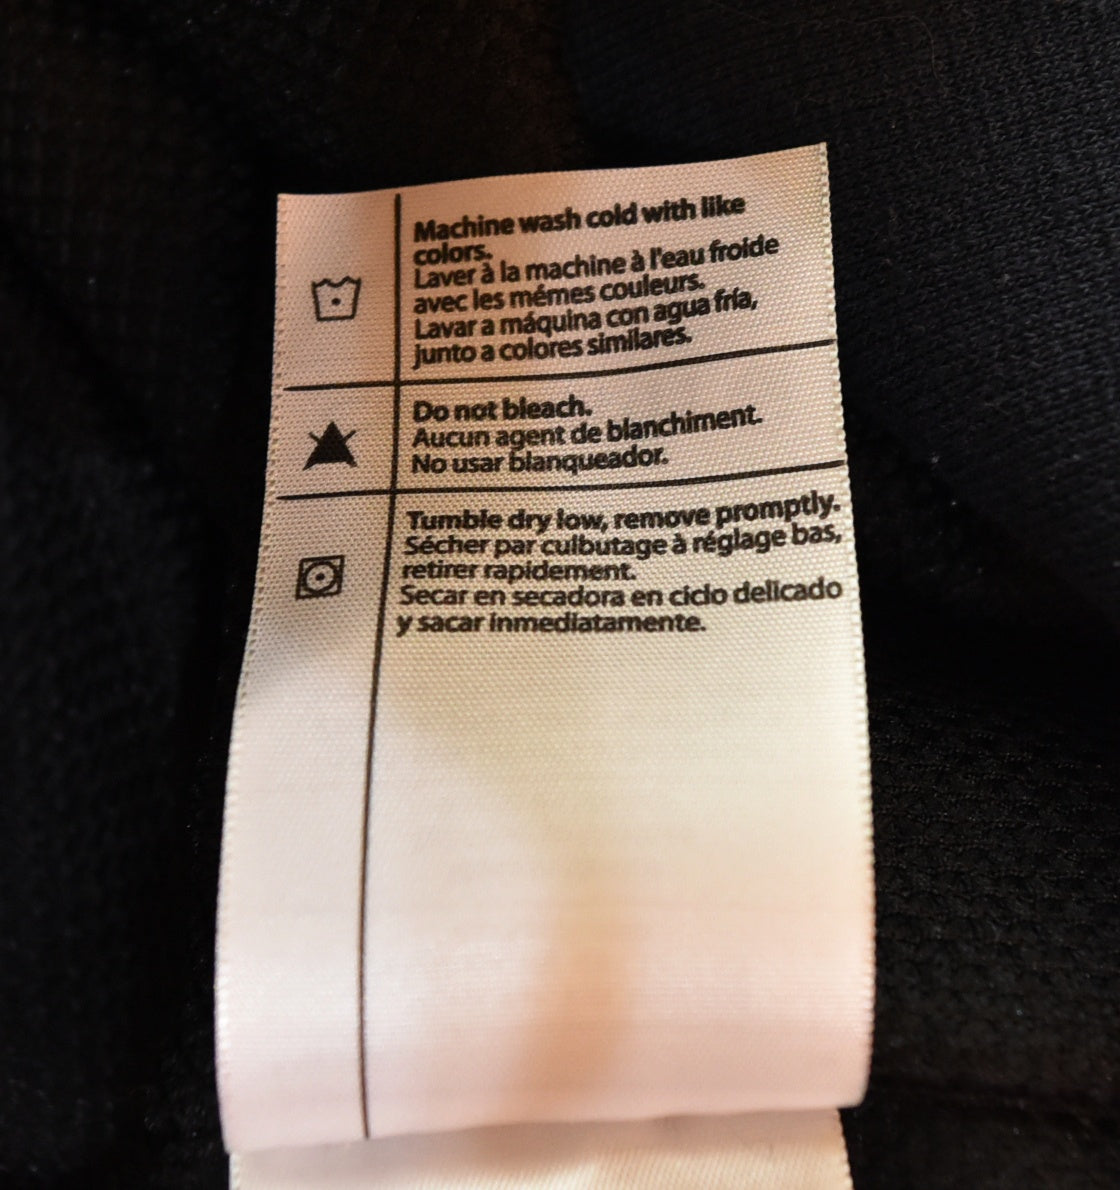 Machine wash cold with like
colors.
Laver à la machine à l'eau froide
avec les mémes couleurs.
Lavar a máquina con agua fría,
junto a colores similares.
Do not bleach.
Aucun agent de blanchiment.
No usar blanqueador.
Tumble dry low, remove promptly.
Sécher par culbutage à réglage bas,
retirer rapidement.
Secar en secadora en ciclo delicado
y sacar inmediatamente.